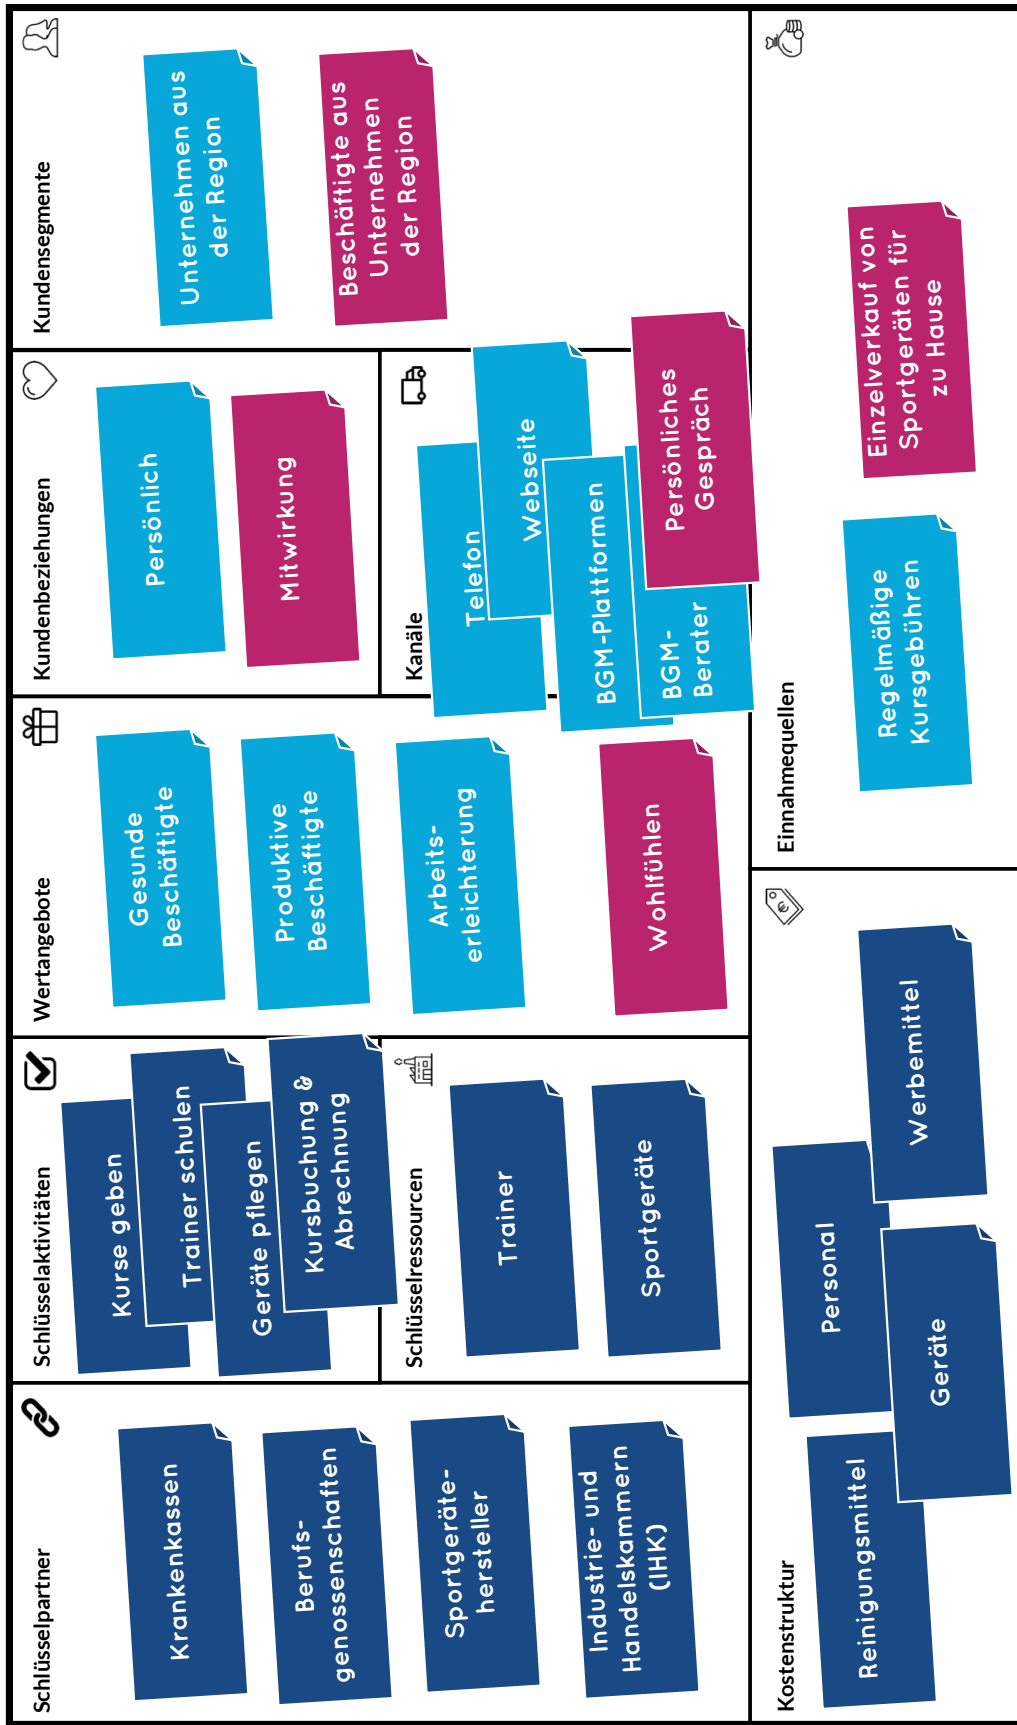 Schlüsselpartner
Krankenkassen
Berufs-
genossenschaften
Sportgeräte-
hersteller
Industrie- und
Handelskammern
(IHK)
Schlüsselaktivitäten
Kurse geben
Trainer schulen
Geräte pflegen
Kursbuchung &
Abrechnung
Schlüsselressourcen
Trainer
Sportgeräte
Wertangebote
Gesunde
Beschäftigte
Produktive
Beschäftigte
Arbeits-
erleichterung
Wohlfühlen
Kundenbeziehungen
Persönlich
Mitwirkung
Kanäle
Telefon
Webseite
BGM-Plattformen
BGM-
Berater
Persönliches
Gespräch
Kundensegmente
Unternehmen aus
der Region
Beschäftigte aus
Unternehmen
der Region
Kostenstruktur
Reinigungsmittel
Personal
Geräte
Werbemittel
€
Einnahmequellen
Regelmäßige
Kursgebühren
Einzelverkauf von
Sportgeräten für
zu Hause